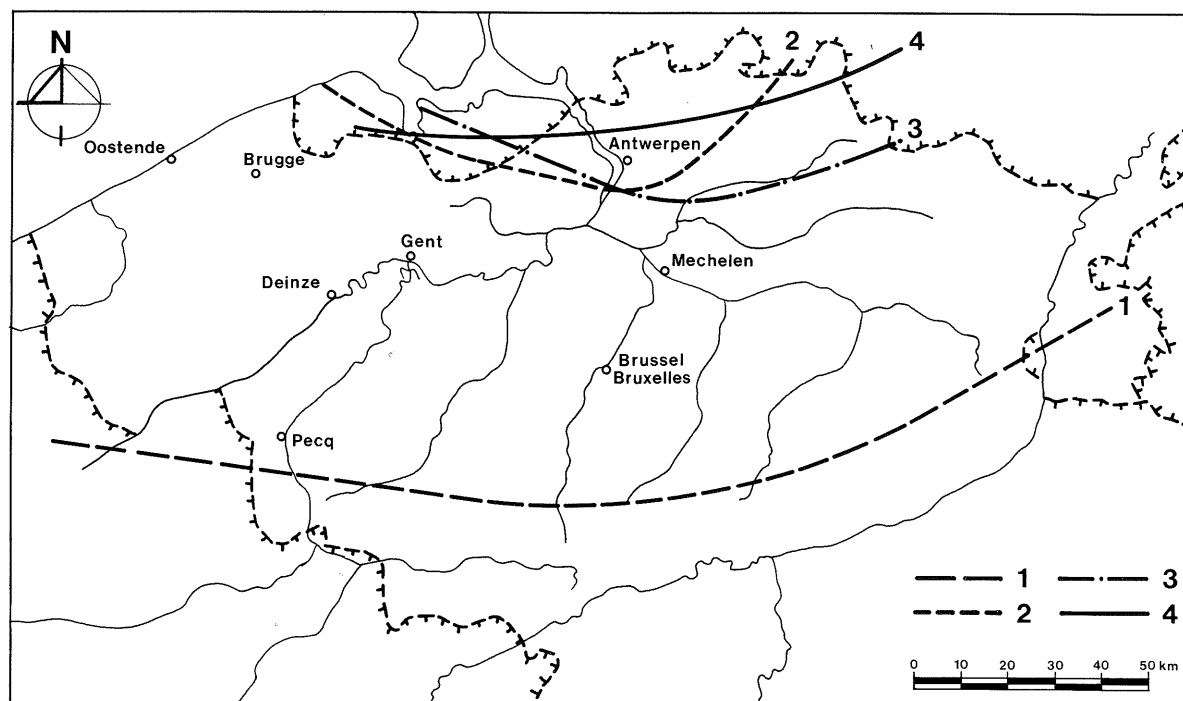 N
2
4
Oostende
Brugge
Antwerpen
3
Gent
Mechelen
Deinze
1
Brussel
Bruxelles
Pecq
1
3
2
4
0 10 20 30 40 50 km